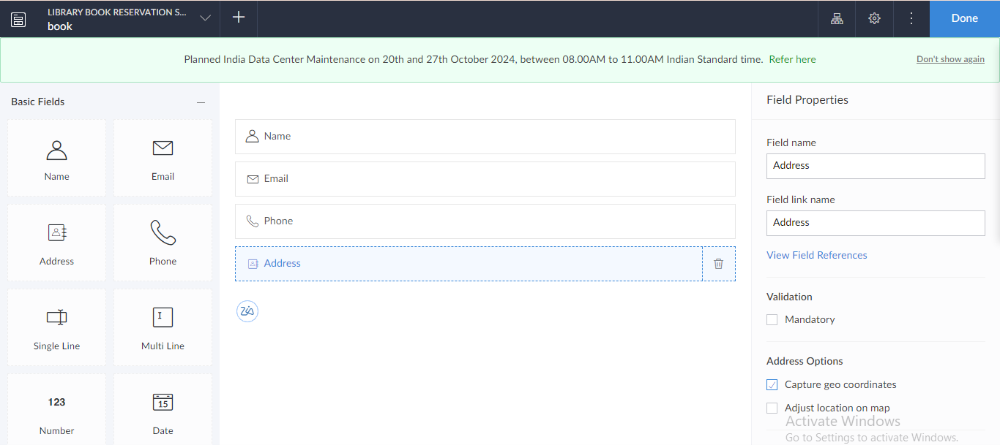 LIBRARY BOOK RESERVATION S...
book
Done
Planned India Data Center Maintenance on 20th and 27th October 2024, between 08.00AM to 11.00AM Indian Standard time. Refer here
Don't show again
Basic Fields
Name
Email
Address
Phone
Single Line
Multi Line
123
Number
15
Date
Name
Email
Phone
Address
Zia
Field Properties
Field name
Address
Field link name
Address
View Field References
Validation
Mandatory
Address Options
Capture geo coordinates
Adjust location on map
Activate Windows
Go to Settings to activate Windows.